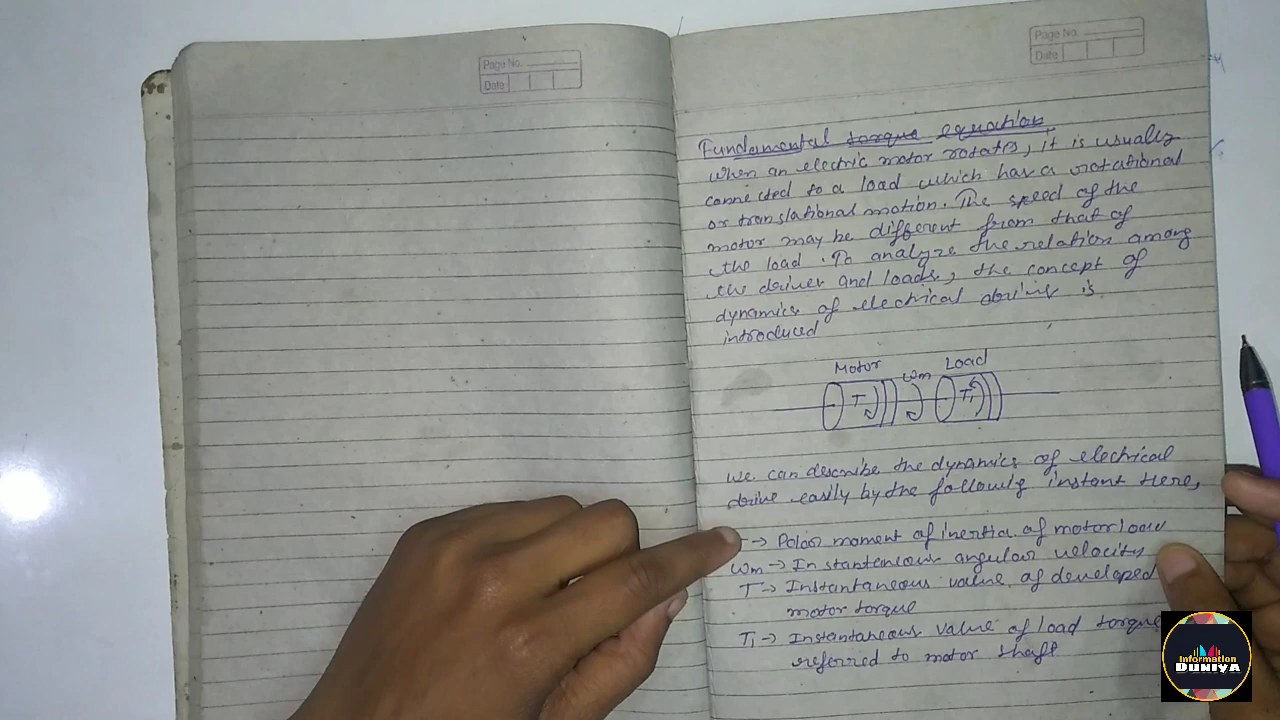 Page No.
Date
Page No.
Date
Fundamental torque equation
when an electric motor rotates, it is usually
connected to a load which has a rotational
or translational motion. The speed of the
motor may be different from that of
the load. To analyze the relation among
the driver and loads, the concept of
dynamics of electrical driving is
introduced
Motor
Wm
Load
T
T1
We can describe the dynamics of electrical
drive easily by the following instant Here,
→ Polar moment of inertia of motor load
Wm → Instanteneous angular velocity
T → Instantaneous value of developed
motor torque
T1 → Instantaneous value of load torque
referred to motor shaft
Information
DUNIYA